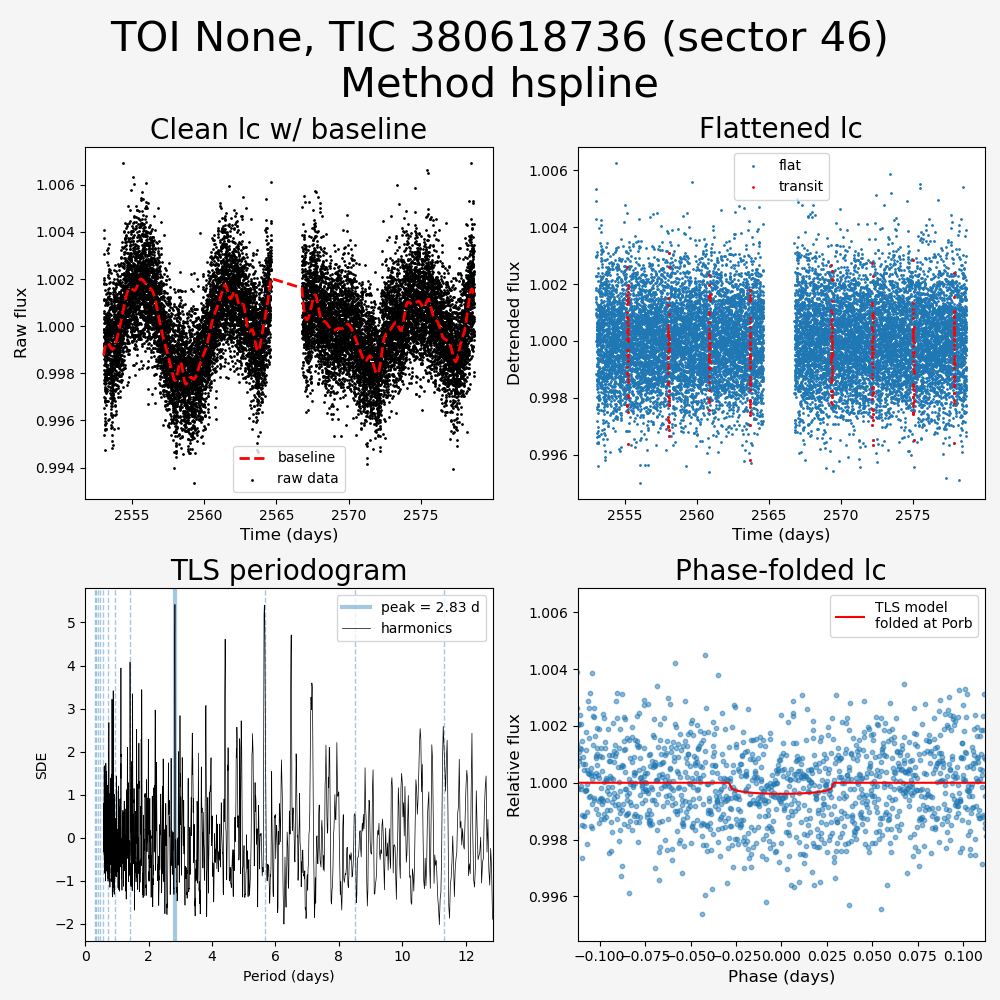 TOI None, TIC 380618736 (sector 46)
Method hspline
Clean lc w/ baseline
Raw flux
1.006
1.004
1.002
1.000
0.998
0.996
0.994
baseline
raw data
2555
2560
2565
2570
2575
Time (days)
Flattened lc
Detrended flux
1.006
1.004
1.002
1.000
0.998
0.996
flat
transit
2555
2560
2565
2570
2575
Time (days)
TLS periodogram
SDE
5
4
3
2
1
0
−1
−2
peak = 2.83 d
harmonics
0
2
4
6
8
10
12
Period (days)
Phase-folded lc
Relative flux
1.006
1.004
1.002
1.000
0.998
0.996
TLS model
folded at Porb
−0.100
−0.075
−0.050
−0.025
0.000
0.025
0.050
0.075
0.100
Phase (days)